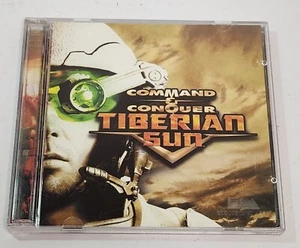 COMMAND
&
CONQUER
TIBERIAN
SUN